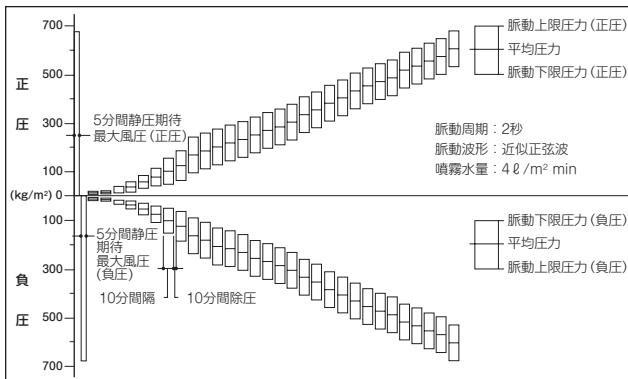 700
500
300
100
(kg/m²) 0
100
300
500
700
正
圧
負
圧
5分間静圧期待
最大風圧(正圧)
5分間静圧
期待
最大風圧
(負圧)
10分間隔
10分間除圧
脈動上限圧力(正圧)
平均圧力
脈動下限圧力(正圧)
脈動周期：2秒
脈動波形：近似正弦波
噴霧水量：4ℓ/m² min
脈動下限圧力(負圧)
平均圧力
脈動上限圧力(負圧)